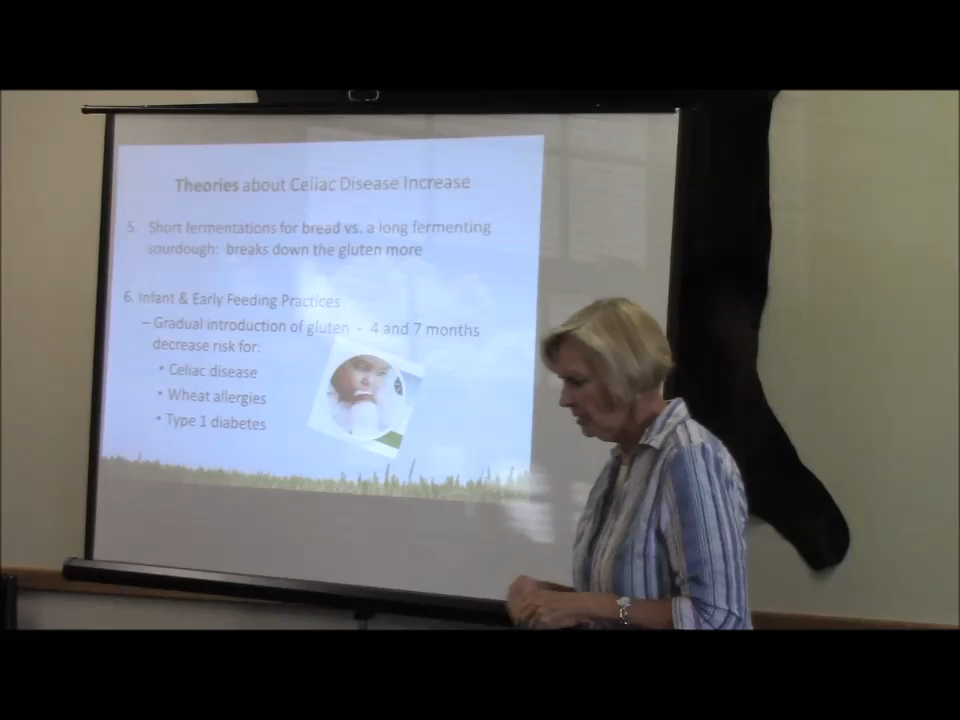 Theories about Celiac Disease Increase
5. Short fermentations for bread vs. a long fermenting
sourdough: breaks down the gluten more
6. Infant & Early Feeding Practices
– Gradual introduction of gluten - 4 and 7 months
decrease risk for:
• Celiac disease
• Wheat allergies
• Type 1 diabetes